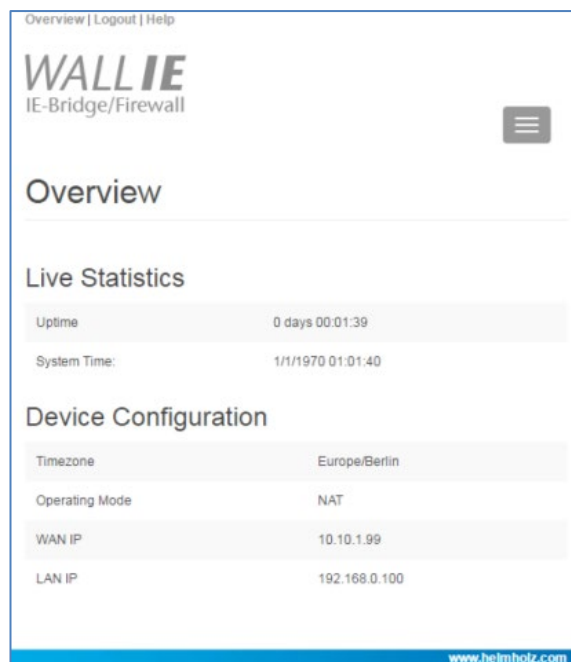 Overview | Logout | Help
WALLIE
IE-Bridge/Firewall
Overview
Live Statistics
Uptime 0 days 00:01:39
System Time: 1/1/1970 01:01:40
Device Configuration
Timezone Europe/Berlin
Operating Mode NAT
WAN IP 10.10.1.99
LAN IP 192.168.0.100
www.helmholz.com